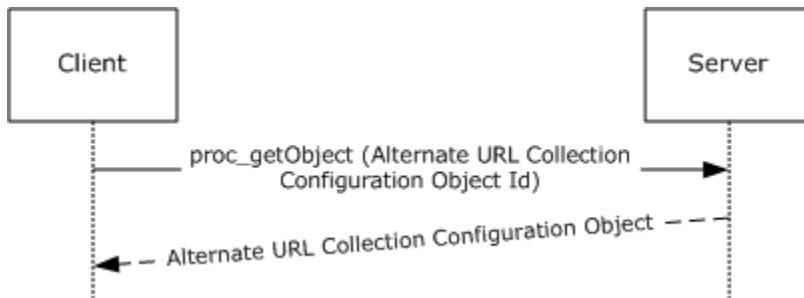 Client
Server
proc_getObject (Alternate URL Collection
Configuration Object Id)
Alternate URL Collection Configuration Object